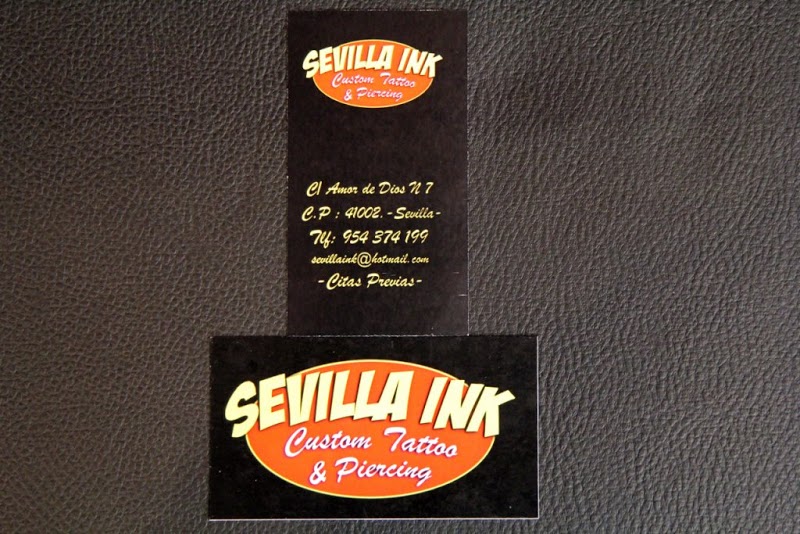 SEVILLA INK
Custom Tattoo
& Piercing
C/ Amor de Dios N 7
C.P : 41002.-Sevilla-
Tlf: 954 374 199
sevillaink@hotmail.com
-Citas Previas-
SEVILLA INK
Custom Tattoo
& Piercing